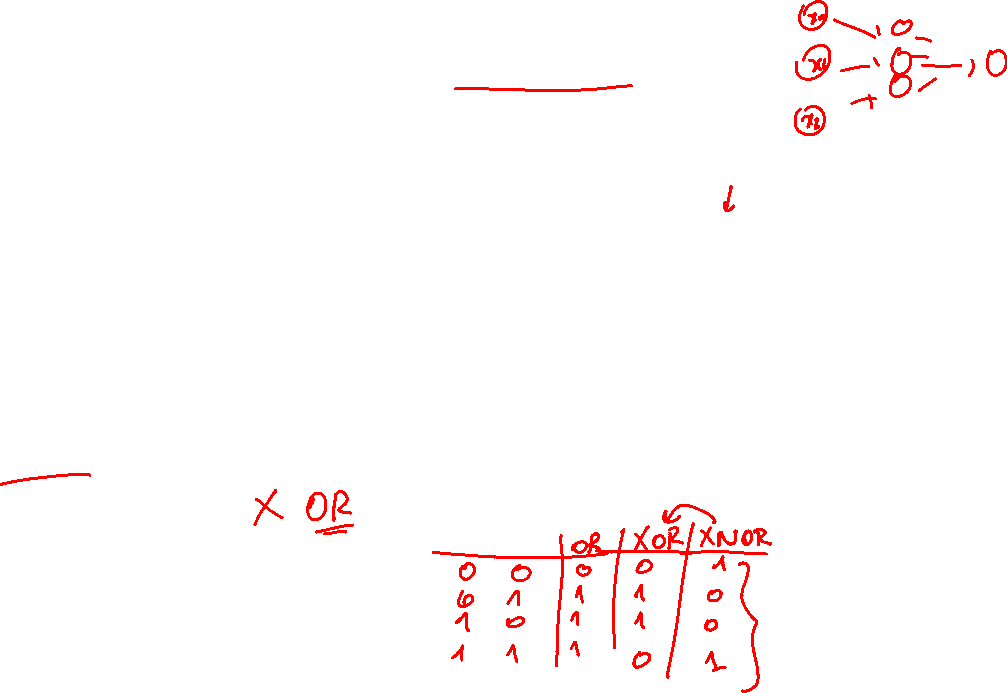 x₀
x₁
x₂
X OR
OR XOR XNOR
0 0 0 0 1
0 1 1 1 0
1 0 1 1 0
1 1 1 0 1